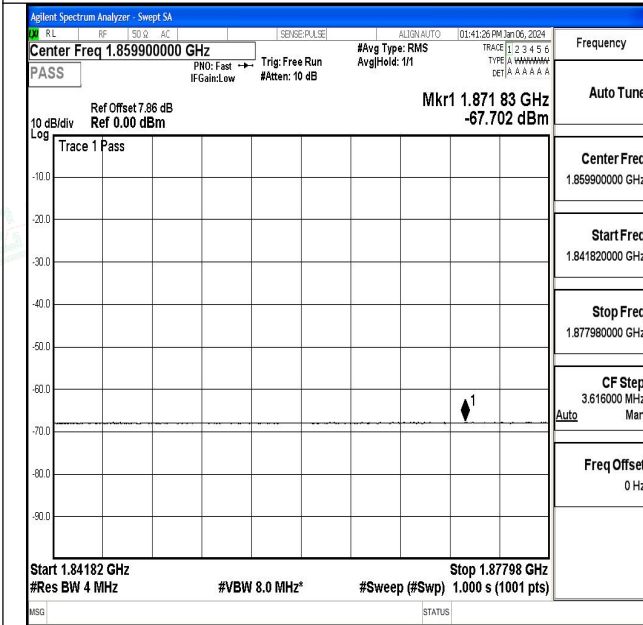 Agilent Spectrum Analyzer - Swept SA
RL RF 50 Ω AC SENSE:PULSE ALIGN AUTO 01:41:26 PM Jan 06, 2024
Center Freq 1.859900000 GHz
PASS
PNO: Fast
IFGain:Low
Trig: Free Run
#Atten: 10 dB
#Avg Type: RMS
Avg|Hold: 1/1
TRACE 1 2 3 4 5 6
TYPE A WWWWW
DET A A A A A A
Mkr1 1.871 83 GHz
-67.702 dBm
Ref Offset 7.86 dB
10 dB/div Ref 0.00 dBm
Log
Trace 1 Pass
-10.0
-20.0
-30.0
-40.0
-50.0
-60.0
-70.0
-80.0
-90.0
1
Start 1.84182 GHz Stop 1.87798 GHz
#Res BW 4 MHz #VBW 8.0 MHz* #Sweep (#Swp) 1.000 s (1001 pts)
MSG STATUS
Frequency
Auto Tune
Center Freq
1.859900000 GHz
Start Freq
1.841820000 GHz
Stop Freq
1.877980000 GHz
CF Step
3.616000 MHz
Auto Man
Freq Offset
0 Hz